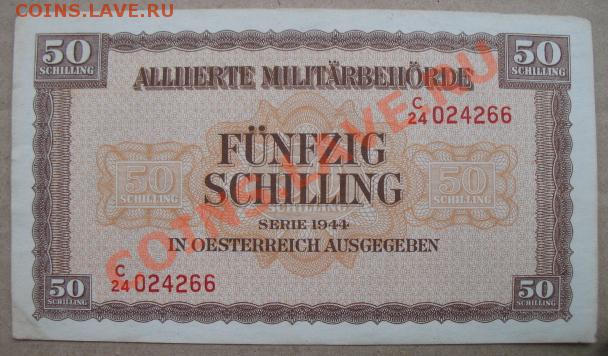 COINS.LAVE.RU
50 50
SCHILLING SCHILLING
ALLIIERTE MILITÄRBEHÖRDE
C/24 024266
FÜNFZIG
50 SCHILLING 50
SCHILLING SCHILLING
SERIE 1944
IN OESTERREICH AUSGEGEBEN
C/24 024266
50 50
SCHILLING SCHILLING
COINS.LAVE.RU